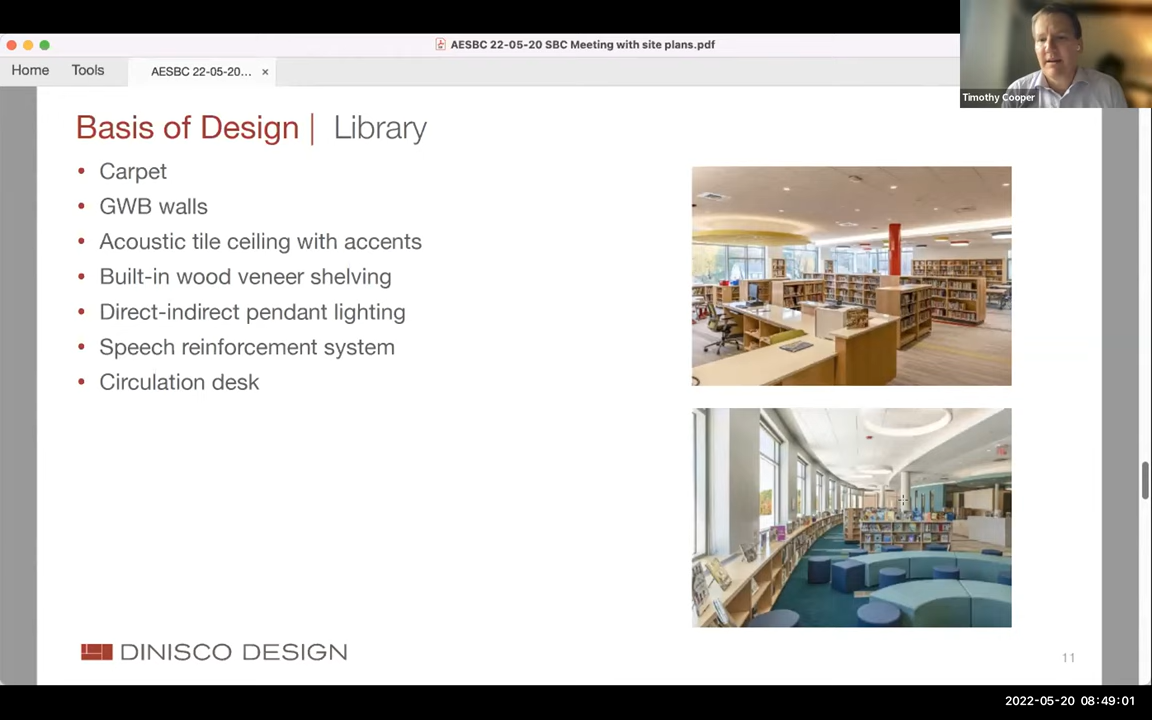 AESBC 22-05-20 SBC Meeting with site plans.pdf
Home Tools AESBC 22-05-20... ×
Timothy Cooper
Basis of Design | Library
• Carpet
• GWB walls
• Acoustic tile ceiling with accents
• Built-in wood veneer shelving
• Direct-indirect pendant lighting
• Speech reinforcement system
• Circulation desk
DINISCO DESIGN
11
2022-05-20 08:49:01